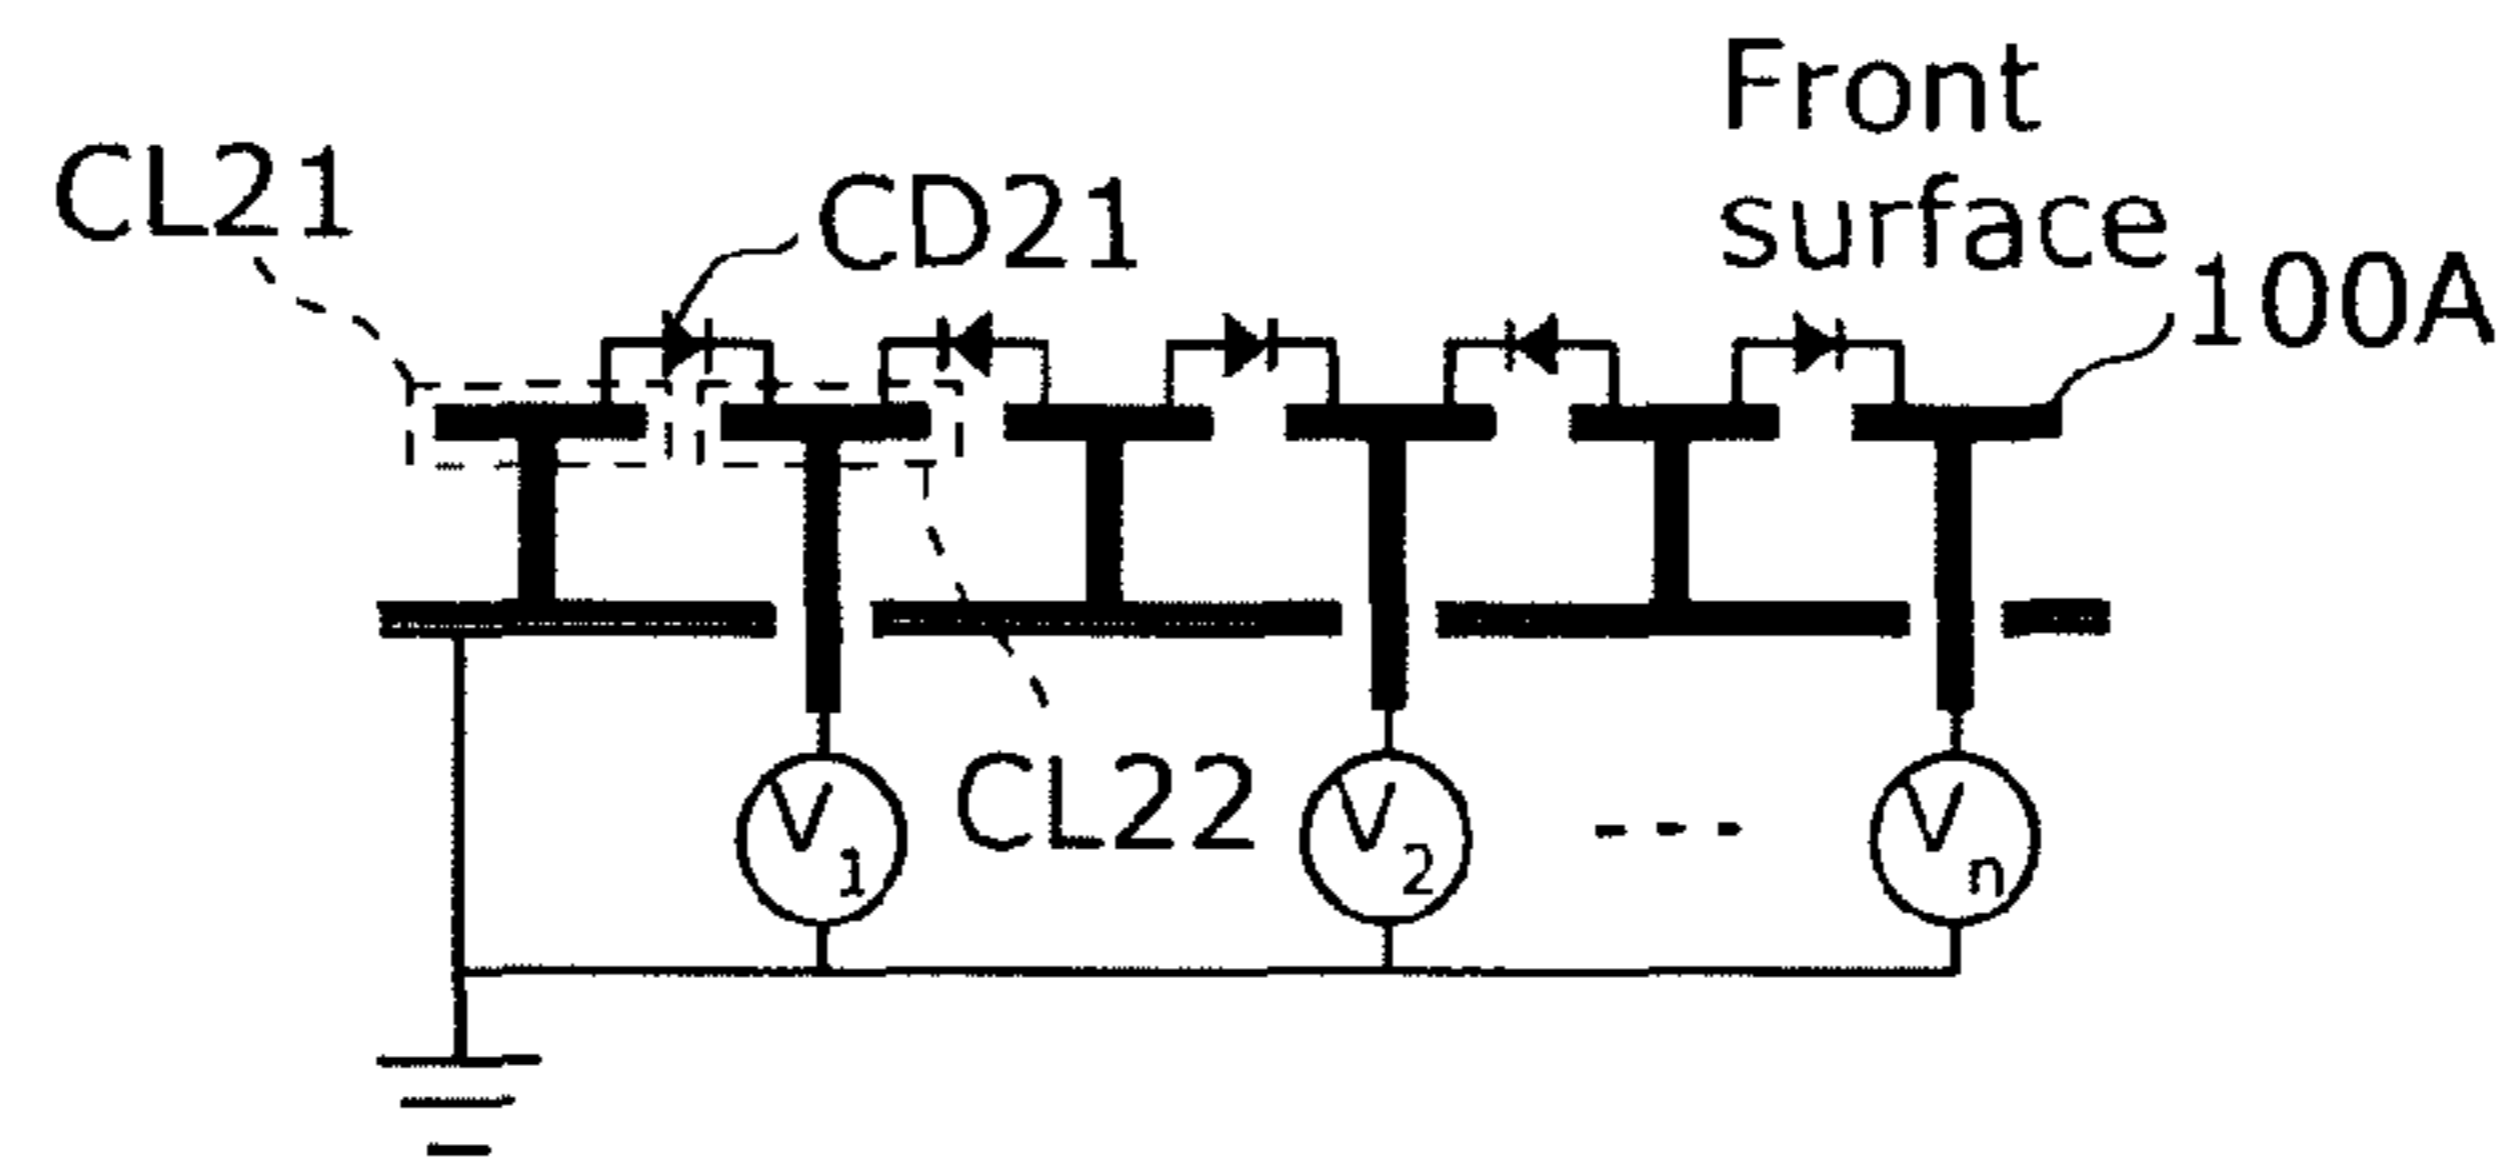 Front
surface
CL21
CD21
100A
CL22
V1
V2
- - -
Vn